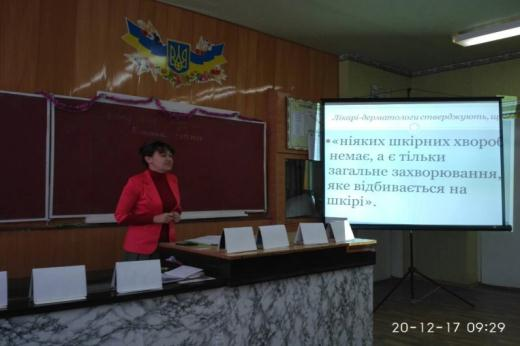 Лікарі-дерматологи стверджують, щ
•«ніяких шкірних хвороб
немає, а є тільки
загальне захворювання,
яке відбивається на
шкірі».
20-12-17 09:29